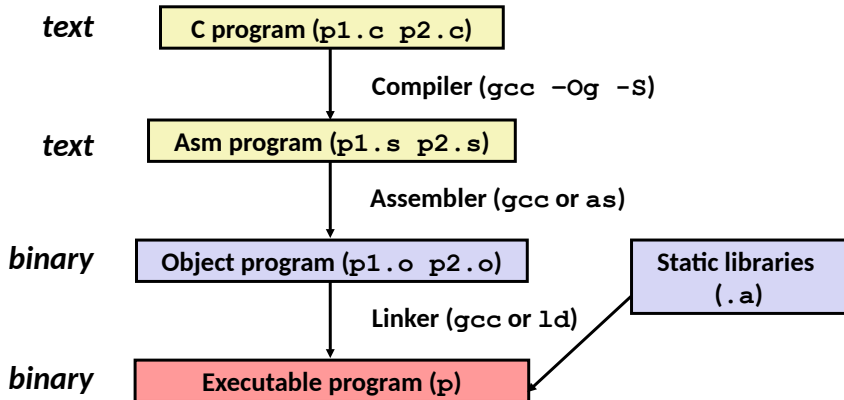 text
C program (p1.c p2.c)
Compiler (gcc –Og -S)
text
Asm program (p1.s p2.s)
Assembler (gcc or as)
binary
Object program (p1.o p2.o)
Static libraries
(.a)
Linker (gcc or ld)
binary
Executable program (p)